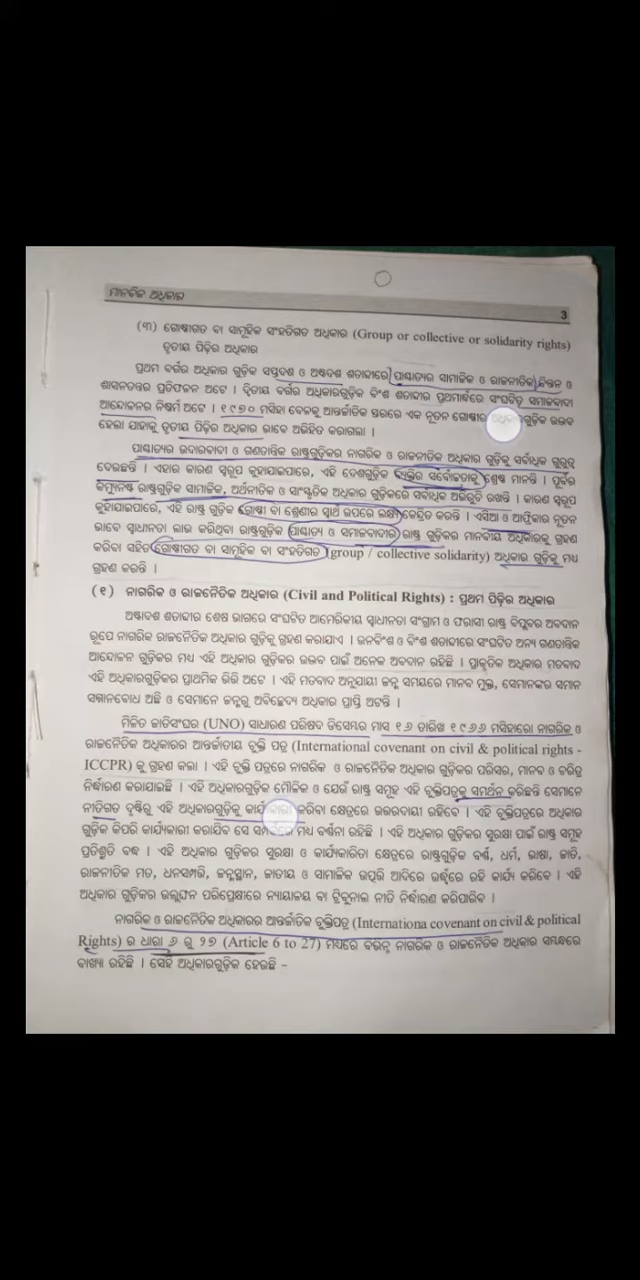 ମାନବିକ ଅଧିକାର
3
(୩) ଗୋଷ୍ଠୀଗତ ବା ସାମୂହିକ ସଂହତିଗତ ଅଧିକାର (Group or collective or solidarity rights)
ତୃତୀୟ ପିଢ଼ିର ଅଧିକାର
ପ୍ରଥମ ବର୍ଗର ଅଧିକାର ଗୁଡ଼ିକ ସପ୍ତଦଶ ଓ ଅଷ୍ଟାଦଶ ଶତାବ୍ଦୀରେ ପାଶ୍ଚାତ୍ୟର ସାମାଜିକ ଓ ରାଜନୀତିକ ଚିନ୍ତନ ଓ
ଶାସନତନ୍ତ୍ରର ପ୍ରତିଫଳନ ଅଟେ । ଦ୍ୱିତୀୟ ବର୍ଗର ଅଧିକାରଗୁଡ଼ିକ ବିଂଶ ଶତାବ୍ଦୀର ପ୍ରଥମାର୍ଦ୍ଧରେ ସଂଘଟିତ ସମାଜବାଦୀ
ଆନ୍ଦୋଳନର ନିଷ୍କର୍ମ ଅଟେ । ୧୯୭୦ ମସିହା ବେଳକୁ ଆନ୍ତର୍ଜାତିକ ସ୍ତରରେ ଏକ ନୂତନ ଗୋଷ୍ଠୀର ଅଧିକାରଗୁଡ଼ିକ ଉଦ୍ଭବ
ହେଲା ଯାହାକୁ ତୃତୀୟ ପିଢ଼ିର ଅଧିକାର ଭାବେ ଅଭିହିତ କରାଗଲା ।
ପାଶ୍ଚାତ୍ୟର ଉଦାରବାଦୀ ଓ ଗଣତାନ୍ତ୍ରିକ ରାଷ୍ଟ୍ରଗୁଡ଼ିକର ନାଗରିକ ଓ ରାଜନୀତିକ ଅଧିକାର ଗୁଡ଼ିକୁ ସର୍ବାଧିକ ଗୁରୁତ୍ୱ
ଦେଇଛନ୍ତି । ଏହାର କାରଣ ସ୍ୱରୂପ କୁହାଯାଇପାରେ, ଏହି ଦେଶଗୁଡ଼ିକ ବ୍ୟକ୍ତିର ସର୍ବୋଚ୍ଚତାକୁ ଶ୍ରେଷ୍ଠ ମାନନ୍ତି । ପୂର୍ବର
କମ୍ୟୁନିଷ୍ଟ ରାଷ୍ଟ୍ରଗୁଡ଼ିକ ସାମାଜିକ, ଅର୍ଥନୀତିକ ଓ ସାଂସ୍କୃତିକ ଅଧିକାର ଗୁଡ଼ିକରେ ସର୍ବାଧିକ ଅଭିରୁଚି ରଖନ୍ତି । କାରଣ ସ୍ୱରୂପ
କୁହାଯାଇପାରେ, ଏହି ରାଷ୍ଟ୍ର ଗୁଡ଼ିକ ଗୋଷ୍ଠୀ ବା ଶ୍ରେଣୀର ସ୍ୱାର୍ଥ ଉପରେ ଲକ୍ଷ୍ୟ କେନ୍ଦ୍ରିତ କରନ୍ତି । ଏସିଆ ଓ ଆଫ୍ରିକାର ନୂତନ
ଭାବେ ସ୍ୱାଧୀନତା ଲାଭ କରିଥିବା ରାଷ୍ଟ୍ରଗୁଡ଼ିକ ପାଶ୍ଚାତ୍ୟ ଓ ସମାଜବାଦୀ ରାଷ୍ଟ୍ର ଗୁଡ଼ିକର ମାନବୀୟ ଅଧିକାରକୁ ଗ୍ରହଣ
କରିବା ସହିତ ଗୋଷ୍ଠୀଗତ ବା ସାମୂହିକ ବା ସଂହତିଗତ (group / collective solidarity) ଅଧିକାର ଗୁଡ଼ିକୁ ମଧ୍ୟ
ଗ୍ରହଣ କରନ୍ତି ।
(୧) ନାଗରିକ ଓ ରାଜନୈତିକ ଅଧିକାର (Civil and Political Rights) : ପ୍ରଥମ ପିଢ଼ିର ଅଧିକାର
ଅଷ୍ଟାଦଶ ଶତାବ୍ଦୀର ଶେଷ ଭାଗରେ ସଂଘଟିତ ଆମେରିକୀୟ ସ୍ୱାଧୀନତା ସଂଗ୍ରାମ ଓ ଫରାସୀ ରାଷ୍ଟ୍ର ବିପ୍ଳବର ଅବଦାନ
ରୂପେ ନାଗରିକ ରାଜନୈତିକ ଅଧିକାର ଗୁଡ଼ିକୁ ଗ୍ରହଣ କରାଯାଏ । ଉନବିଂଶ ଓ ବିଂଶ ଶତାବ୍ଦୀରେ ସଂଘଟିତ ଅନ୍ୟ ଗଣତାନ୍ତ୍ରିକ
ଆନ୍ଦୋଳନ ଗୁଡ଼ିକର ମଧ୍ୟ ଏହି ଅଧିକାର ଗୁଡ଼ିକର ଉଦ୍ଭବ ପାଇଁ ଅନେକ ଅବଦାନ ରହିଛି । ପ୍ରାକୃତିକ ଅଧିକାର ମତବାଦ
ଏହି ଅଧିକାରଗୁଡ଼ିକର ପ୍ରାଥମିକ ଭିତ୍ତି ଅଟେ । ଏହି ମତବାଦ ଅନୁଯାୟୀ ଜନ୍ମ ସମୟରେ ମାନବ ମୁକ୍ତ, ସେମାନଙ୍କର ସମାନ
ସମ୍ମାନବୋଧ ଅଛି ଓ ସେମାନେ ଜନ୍ମରୁ ଅବିଚ୍ଛେଦ୍ୟ ଅଧିକାର ପ୍ରାପ୍ତି ଅଟନ୍ତି ।
ମିଳିତ ଜାତିସଂଘର (UNO) ସାଧାରଣ ପରିଷଦ ଡିସେମ୍ବର ମାସ ୧୬ ତାରିଖ ୧୯୬୬ ମସିହାରୋ ନାଗରିକ ଓ
ରାଜନୈତିକ ଅଧିକାରର ଆନ୍ତର୍ଜାତୀୟ ଚୁକ୍ତି ପତ୍ର (International covenant on civil & political rights -
ICCPR) କୁ ଗ୍ରହଣ କଲା । ଏହି ଚୁକ୍ତି ପତ୍ରରେ ନାଗରିକ ଓ ରାଜନୈତିକ ଅଧିକାର ଗୁଡ଼ିକର ପରିସର, ମାନବ ଓ ଚରିତ୍ର
ନିର୍ଦ୍ଧାରଣ କରାଯାଇଛି । ଏହି ଅଧିକାରଗୁଡ଼ିକ ମୌଳିକ ଓ ଯେଉଁ ରାଷ୍ଟ୍ର ସମୂହ ଏହି ଚୁକ୍ତିପତ୍ରକୁ ସମର୍ଥନ କରିଛନ୍ତି ସେମାନେ
ନୀତିଗତ ଦୃଷ୍ଟିରୁ ଏହି ଅଧିକାରଗୁଡ଼ିକୁ କାର୍ଯ୍ୟକାରୀ କରିବା କ୍ଷେତ୍ରରେ ଉତ୍ତରଦାୟୀ ରହିବେ । ଏହି ଚୁକ୍ତିପତ୍ରରେ ଅଧିକାର
ଗୁଡ଼ିକ କିପରି କାର୍ଯ୍ୟକାରୀ କରାଯିବ ସେ ସମ୍ପର୍କରେ ମଧ୍ୟ ବର୍ଣ୍ଣନା ରହିଛି । ଏହି ଅଧିକାର ଗୁଡ଼ିକର ସୁରକ୍ଷା ପାଇଁ ରାଷ୍ଟ୍ର ସମୂହ
ପ୍ରତିଶ୍ରୁତି ବଦ୍ଧ । ଏହି ଅଧିକାର ଗୁଡ଼ିକର ସୁରକ୍ଷା ଓ କାର୍ଯ୍ୟକାରିତା କ୍ଷେତ୍ରରେ ରାଷ୍ଟ୍ରଗୁଡ଼ିକ ବର୍ଣ୍ଣ, ଧର୍ମ, ଭାଷା, ଜାତି,
ରାଜନୀତିକ ମତ, ଧନସମ୍ପତ୍ତି, ଜନ୍ମସ୍ଥାନ, ଜାତୀୟ ଓ ସାମାଜିକ ଉତ୍ପତ୍ତି ଆଦିରେ ଉର୍ଦ୍ଧ୍ୱରେ ରହି କାର୍ଯ୍ୟ କରିବେ । ଏହି
ଅଧିକାର ଗୁଡ଼ିକର ଉଲ୍ଲଙ୍ଘନ ପରିପ୍ରେକ୍ଷୀରେ ନ୍ୟାୟାଳୟ ବା ଟ୍ରିବୁନାଲ ନୀତି ନିର୍ଦ୍ଧାରଣ କରିପାରିବ ।
ନାଗରିକ ଓ ରାଜନୈତିକ ଅଧିକାରର ଆନ୍ତର୍ଜାତିକ ଚୁକ୍ତିପତ୍ର (Internationa covenant on civil & political
Rights) ର ଧାରା ୬ ରୁ ୨୭ (Article 6 to 27) ମଧ୍ୟରେ ବଭନ୍ନ ନାଗରିକ ଓ ରାଜନୈତିକ ଅଧିକାର ସମ୍ବନ୍ଧରେ
ବ୍ୟାଖ୍ୟା ରହିଛି । ସେହି ଅଧିକାରଗୁଡ଼ିକ ହେଉଛି -